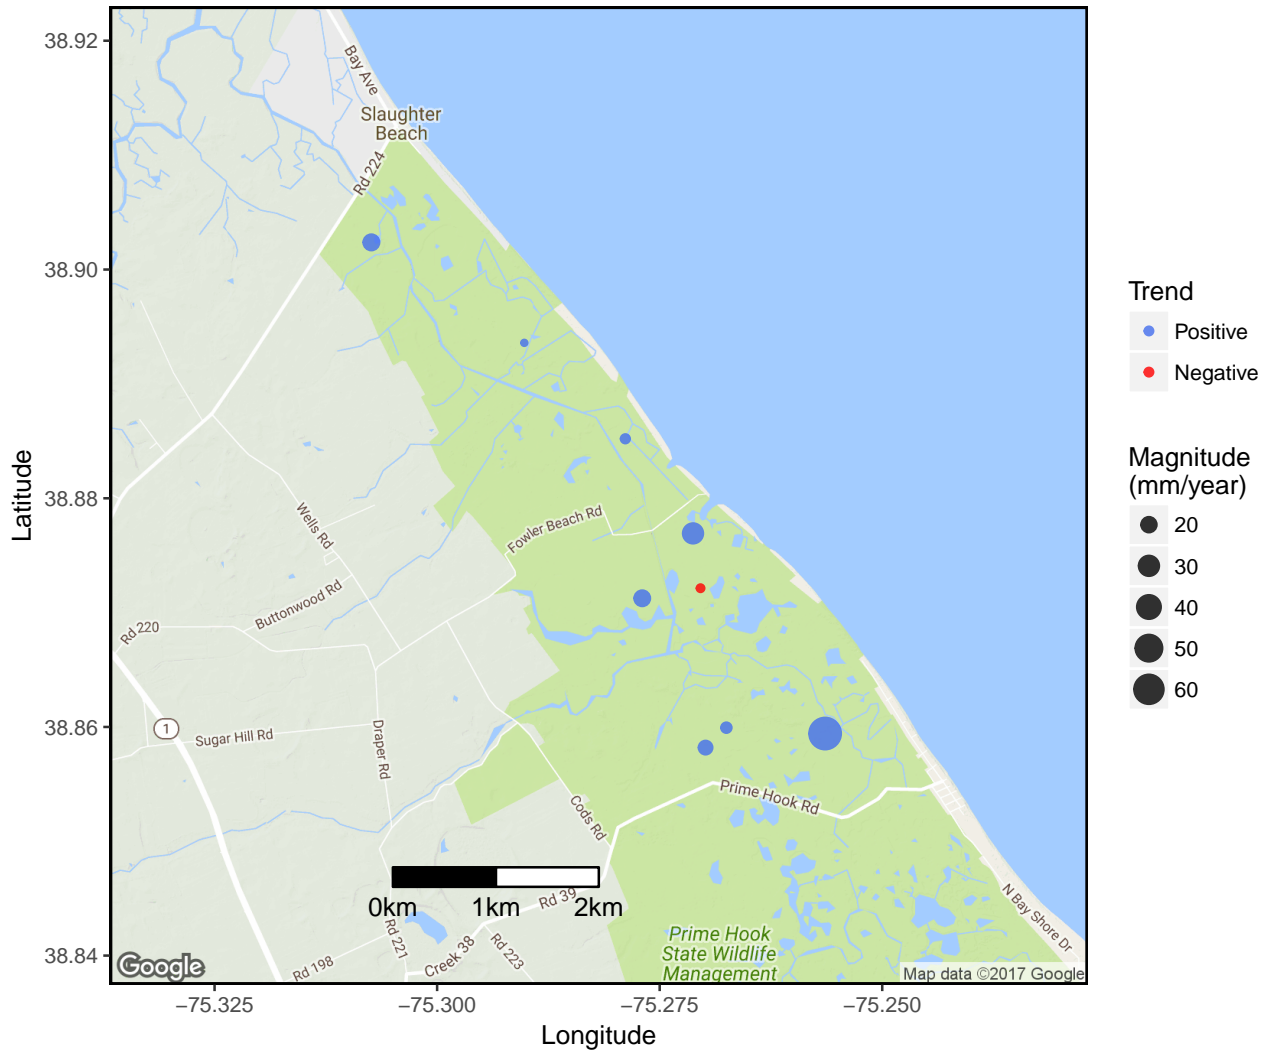 38.92
38.90
38.88
38.86
38.84
Latitude
Bay Ave
Slaughter
Beach
Rd 224
Fowler Beach Rd
Wells Rd
Buttonwood Rd
Rd 220
1
Sugar Hill Rd
Draper Rd
Cods Rd
Prime Hook Rd
0km
1km
2km
Rd 39
N Bay Shore Dr
Rd 221
Creek 38
Rd 223
Rd 198
Prime Hook
State Wildlife
Management
Google
Map data ©2017 Google
−75.325
−75.300
−75.275
−75.250
Longitude
Trend
Positive
Negative
Magnitude
(mm/year)
20
30
40
50
60